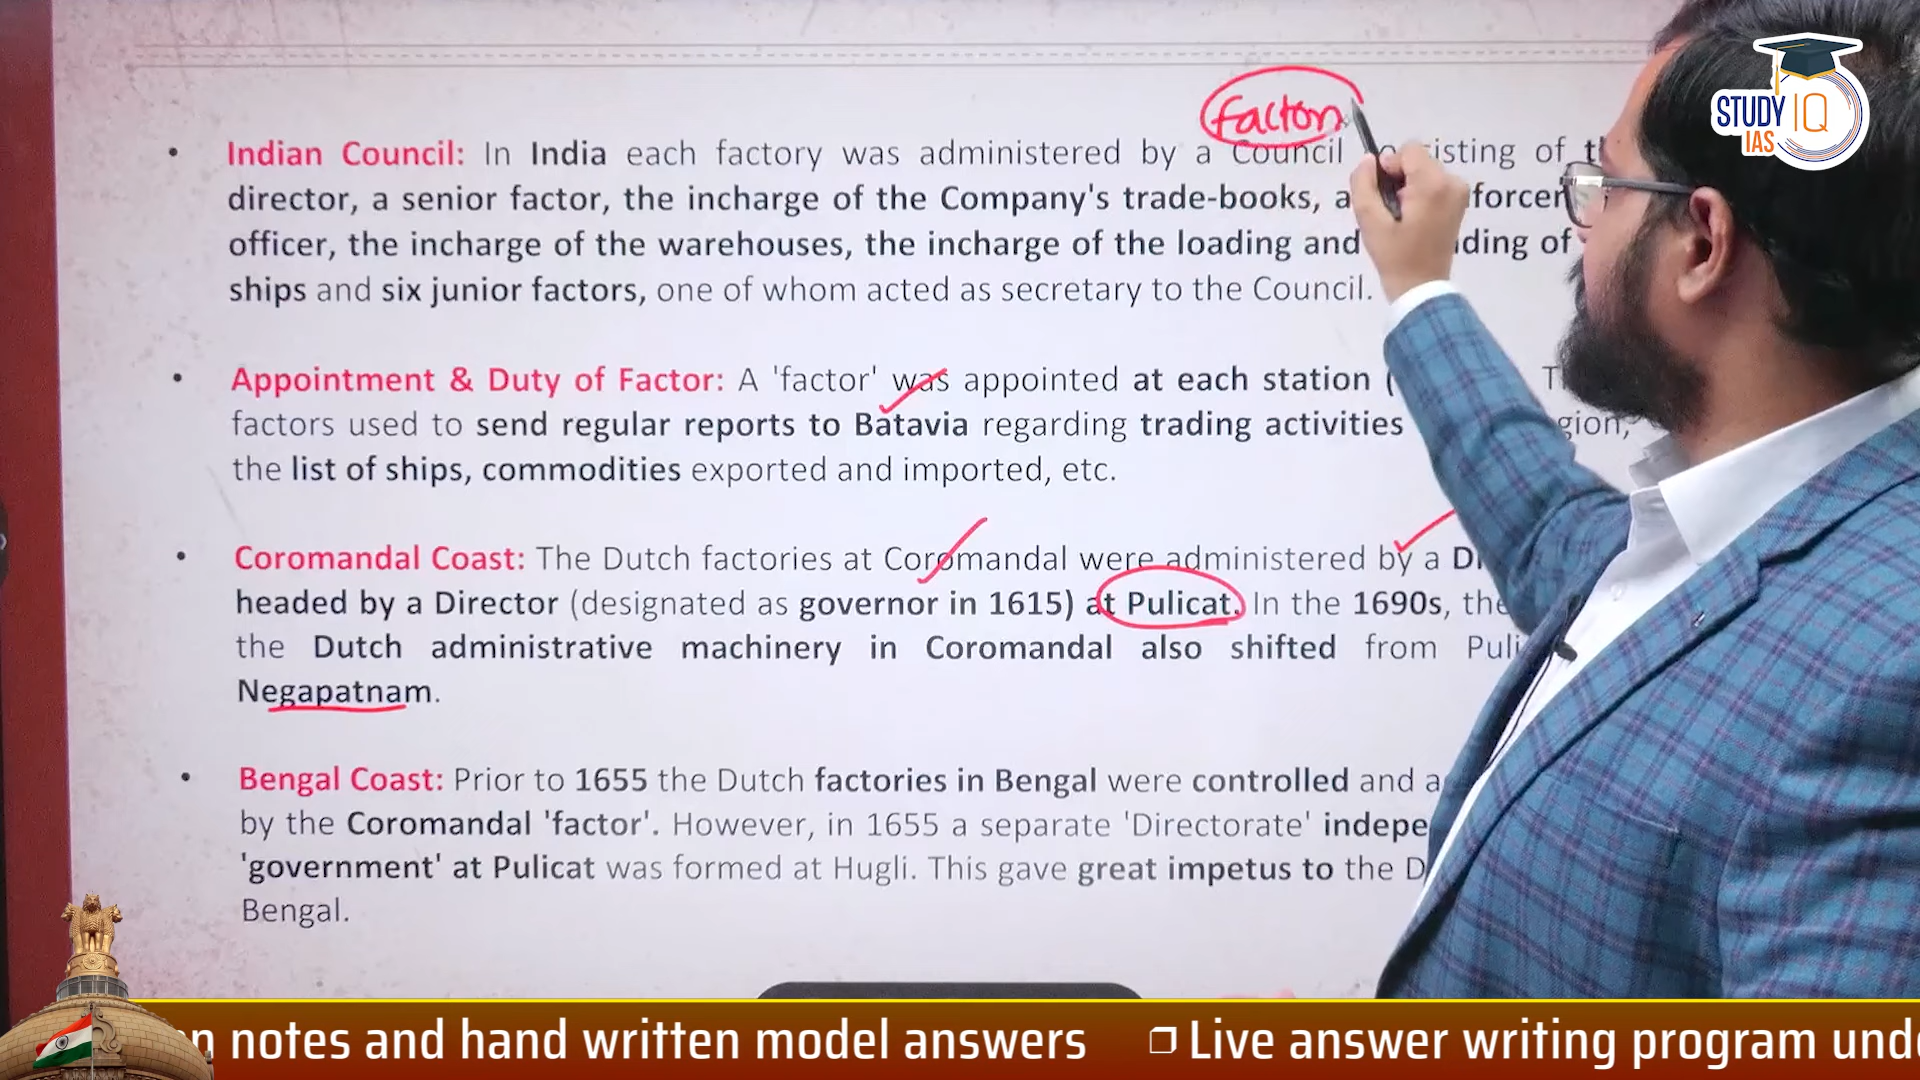 Factor
• Indian Council: In India each factory was administered by a Council of
director, a senior factor, the incharge of the Company's trade-books,
officer, the incharge of the warehouses, the incharge of the loading and of
ships and six junior factors, one of whom acted as secretary to the Council.
• Appointment & Duty of Factor: A 'factor' was appointed at each station (
factors used to send regular reports to Batavia regarding trading activities
the list of ships, commodities exported and imported, etc.
• Coromandal Coast: The Dutch factories at Coromandal were administered by a
headed by a Director (designated as governor in 1615) at Pulicat. In the 1690s,
the Dutch administrative machinery in Coromandal also shifted from
Negapatnam.
• Bengal Coast: Prior to 1655 the Dutch factories in Bengal were controlled and
by the Coromandal 'factor'. However, in 1655 a separate 'Directorate'
'government' at Pulicat was formed at Hugli. This gave great impetus to the
Bengal.
STUDY IQ
IAS
notes and hand written model answers ❐ Live answer writing program